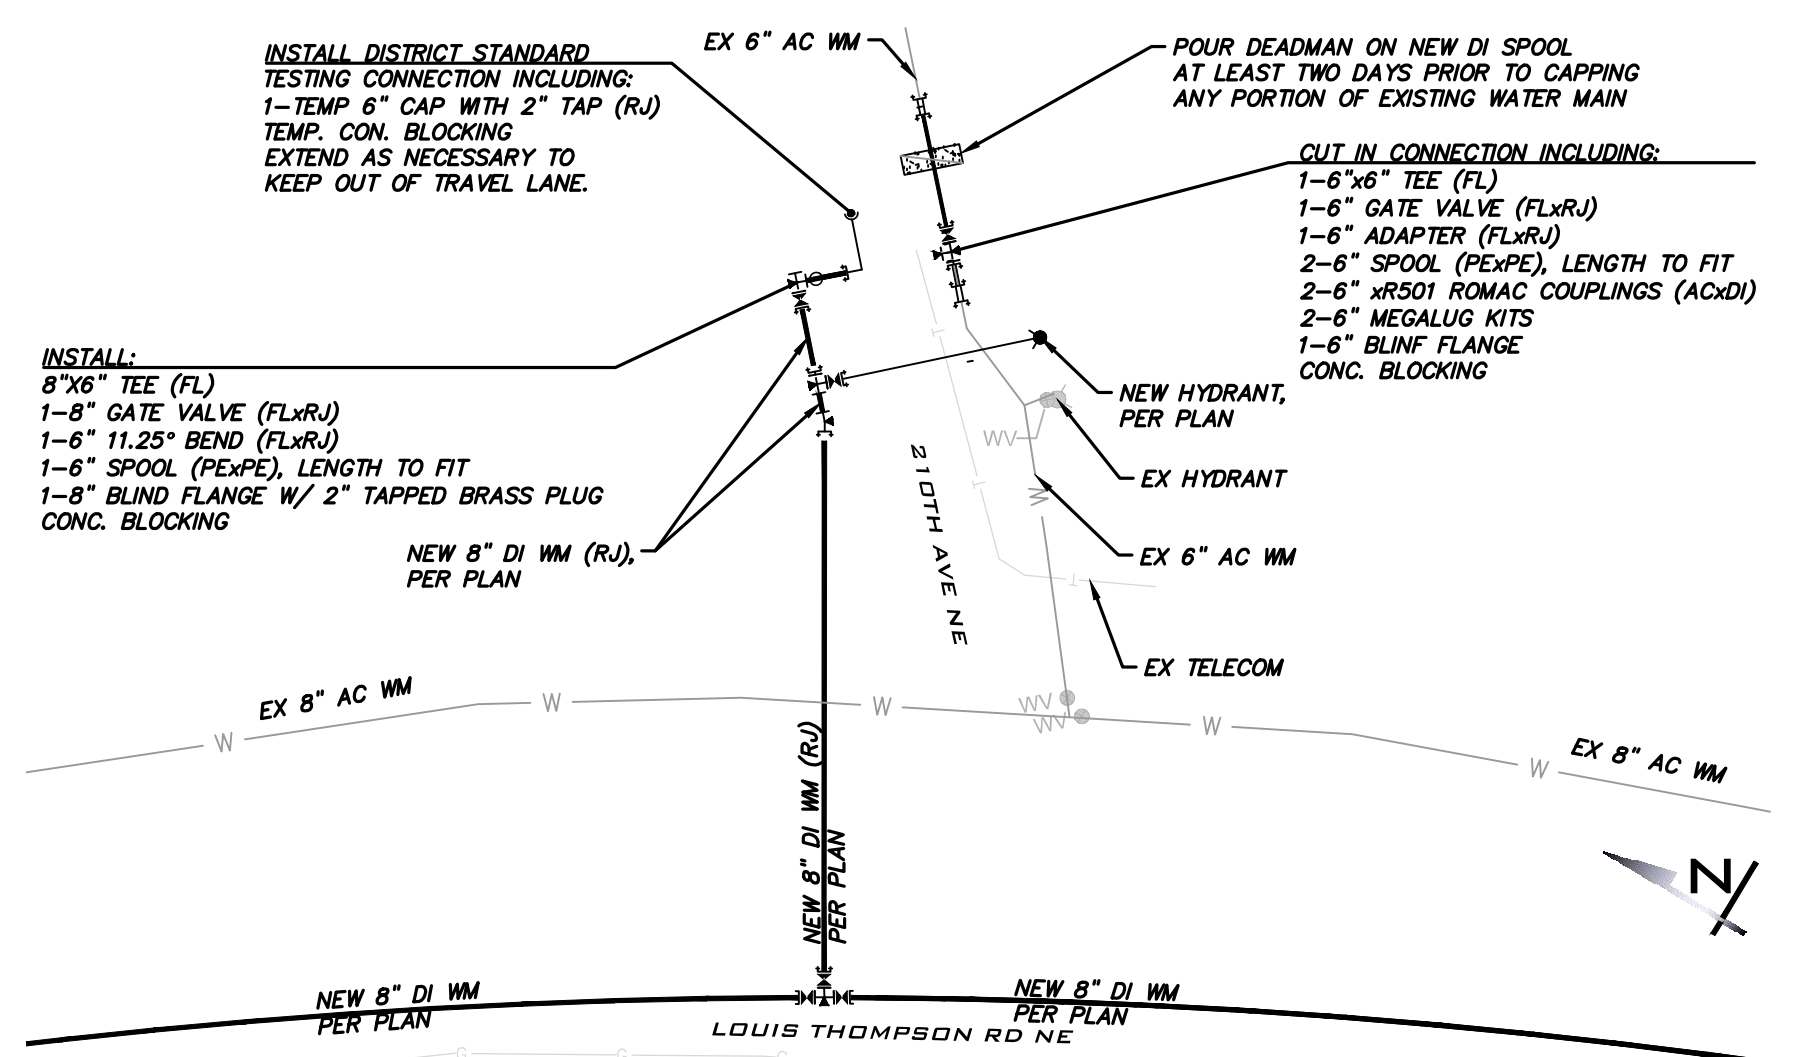 INSTALL DISTRICT STANDARD
TESTING CONNECTION INCLUDING:
1-TEMP 6" CAP WITH 2" TAP (RJ)
TEMP. CON. BLOCKING
EXTEND AS NECESSARY TO
KEEP OUT OF TRAVEL LANE.
EX 6" AC WM
POUR DEADMAN ON NEW DI SPOOL
AT LEAST TWO DAYS PRIOR TO CAPPING
ANY PORTION OF EXISTING WATER MAIN
CUT IN CONNECTION INCLUDING:
1-6"x6" TEE (FL)
1-6" GATE VALVE (FLxRJ)
1-6" ADAPTER (FLxRJ)
2-6" SPOOL (PExPE), LENGTH TO FIT
2-6" xR501 ROMAC COUPLINGS (ACxDI)
2-6" MEGALUG KITS
1-6" BLINF FLANGE
CONC. BLOCKING
INSTALL:
8"X6" TEE (FL)
1-8" GATE VALVE (FLxRJ)
1-6" 11.25° BEND (FLxRJ)
1-6" SPOOL (PExPE), LENGTH TO FIT
1-8" BLIND FLANGE W/ 2" TAPPED BRASS PLUG
CONC. BLOCKING
NEW 8" DI WM (RJ),
PER PLAN
NEW HYDRANT,
PER PLAN
WV
EX HYDRANT
T
T
W
210TH AVE NE
EX 6" AC WM
T
EX TELECOM
EX 8" AC WM
W
W
W
WV
WV
W
W
EX 8" AC WM
NEW 8" DI WM (RJ)
PER PLAN
N
NEW 8" DI WM
PER PLAN
NEW 8" DI WM
PER PLAN
LOUIS THOMPSON RD NE
G
G
G